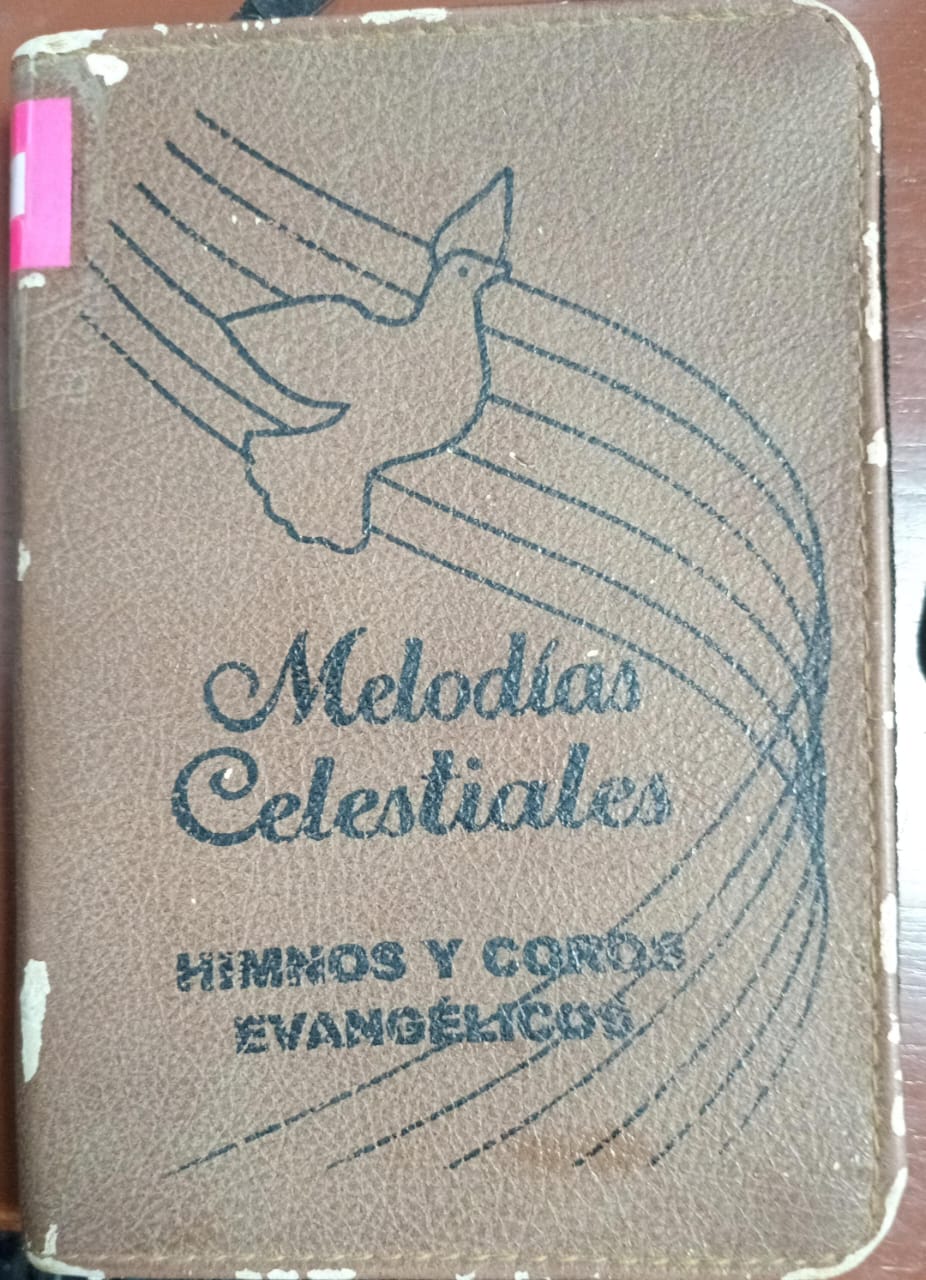 Melodías
Celestiales
HIMNOS Y COROS
EVANGÉLICOS